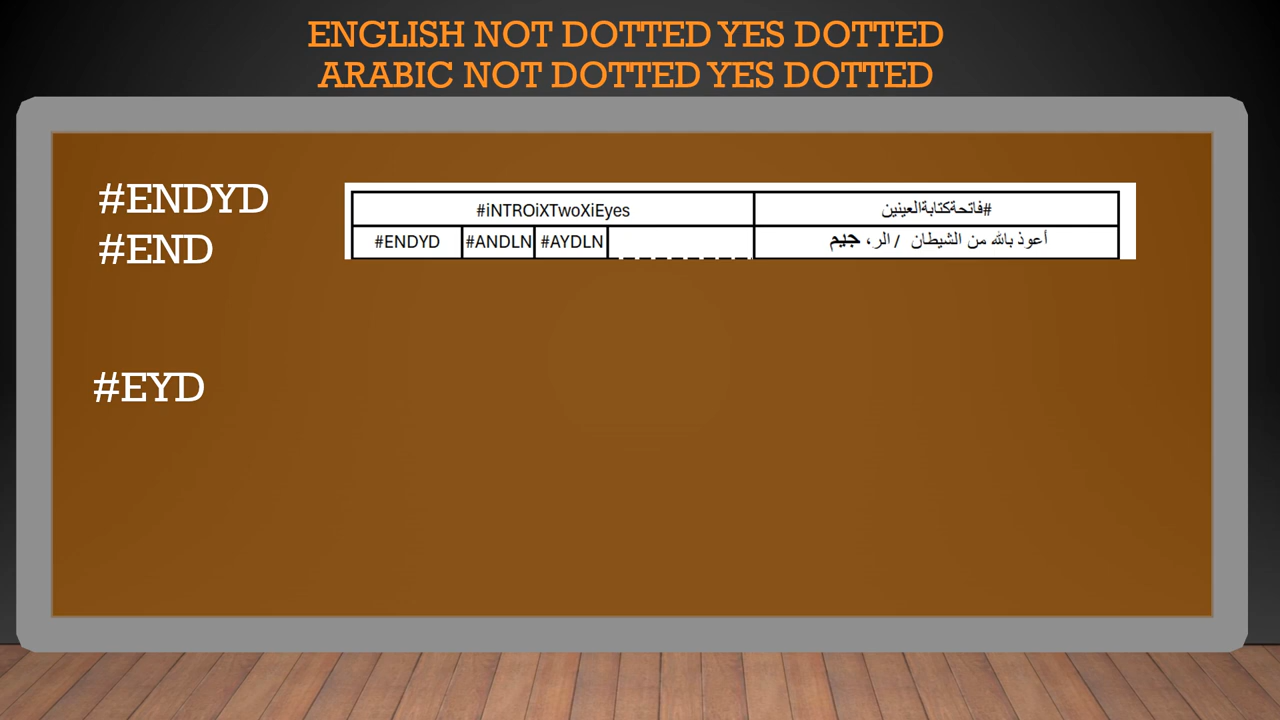 ENGLISH NOT DOTTED YES DOTTED
ARABIC NOT DOTTED YES DOTTED
#ENDYD
#END
#iNTROiXTwoXiEyes
#فاتحةكتابةالعينين
#ENDYD #ANDLN #AYDLN
أعوذ بالله من الشيطان / الر، جيم
#EYD